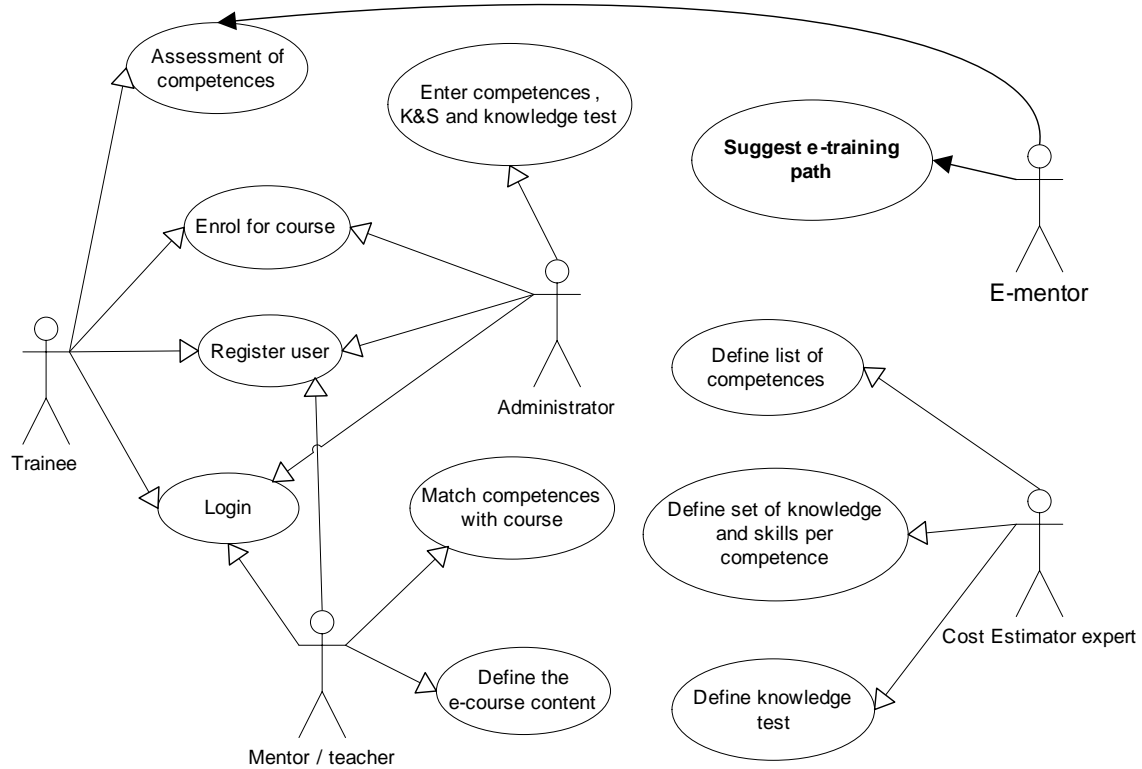 Assessment of
competences
Enter competences ,
K&S and knowledge test
Suggest e-training
path
Enrol for course
E-mentor
Register user
Define list of
competences
Administrator
Trainee
Login
Match competences
with course
Define set of knowledge
and skills per
competence
Cost Estimator expert
Define the
e-course content
Define knowledge
test
Mentor / teacher